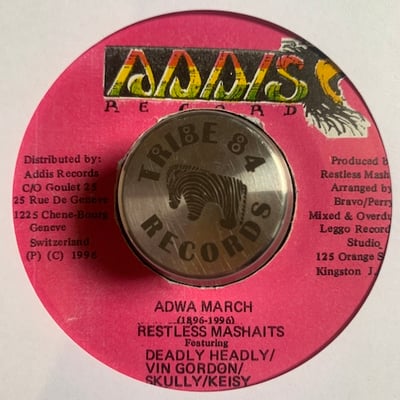 ADDIS
RECORDS
TRIBE 84
RECORDS
Distributed by:
Addis Records
C/O Goulet 25
25 Rue De Geneve
1225 Chene-Bourg
Geneve
Switzerland
(P) (C) 1996
Produced b
Restless Mash
Arranged by
Bravo/Perry
Mixed & Overdu
Leggo Record
Studio
125 Orange S
Kingston J.
ADWA MARCH
(1896-1996)
RESTLESS MASHAITS
Featuring
DEADLY HEADLY/
VIN GORDON/
SKULLY/KEISY